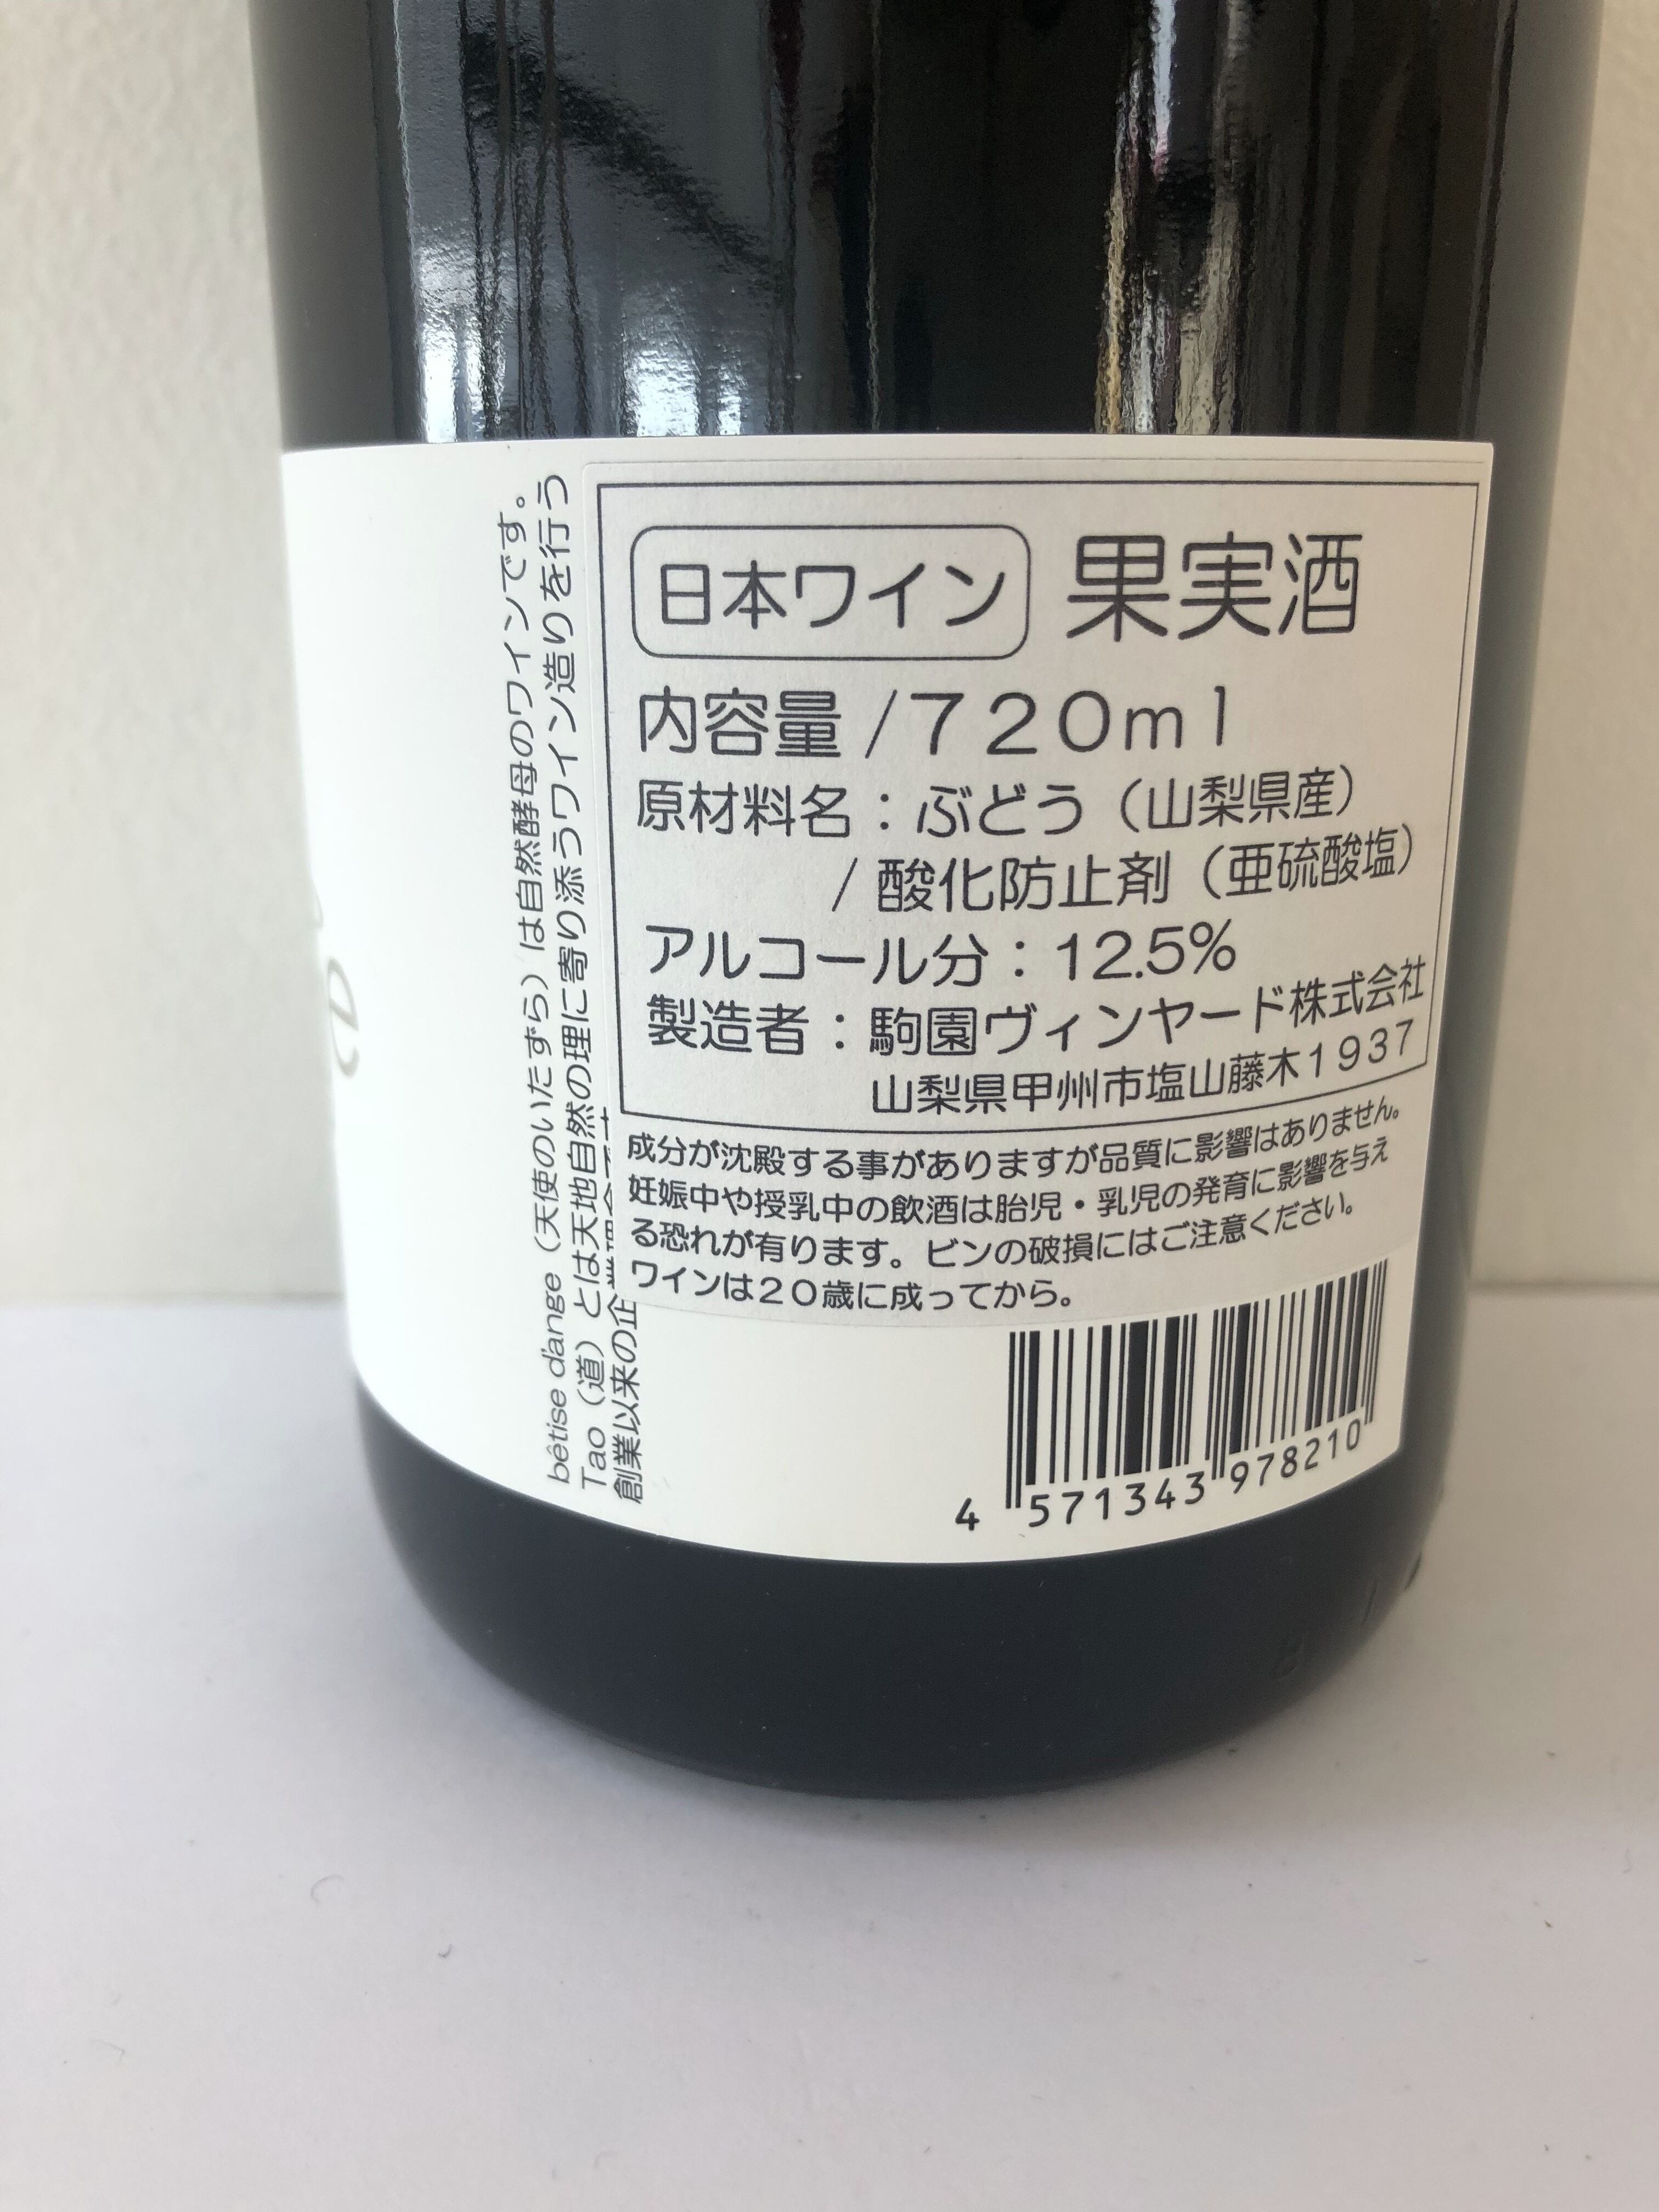 bêtise d'ange（天使のいたずら）は自然酵母のワインです。
Tao（道）とは天地自然の理に寄り添うワイン造りを行う
創業以来の企業理念です
日本ワイン 果実酒
内容量 /７２０ｍｌ
原材料名：ぶどう（山梨県産）
/ 酸化防止剤（亜硫酸塩）
アルコール分：12.5%
製造者：駒園ヴィンヤード株式会社
山梨県甲州市塩山藤木１９３７
成分が沈殿する事がありますが品質に影響はありません。
妊娠中や授乳中の飲酒は胎児・乳児の発育に影響を与え
る恐れが有ります。ビンの破損にはご注意ください。
ワインは２０歳に成ってから。
4 571343 978210